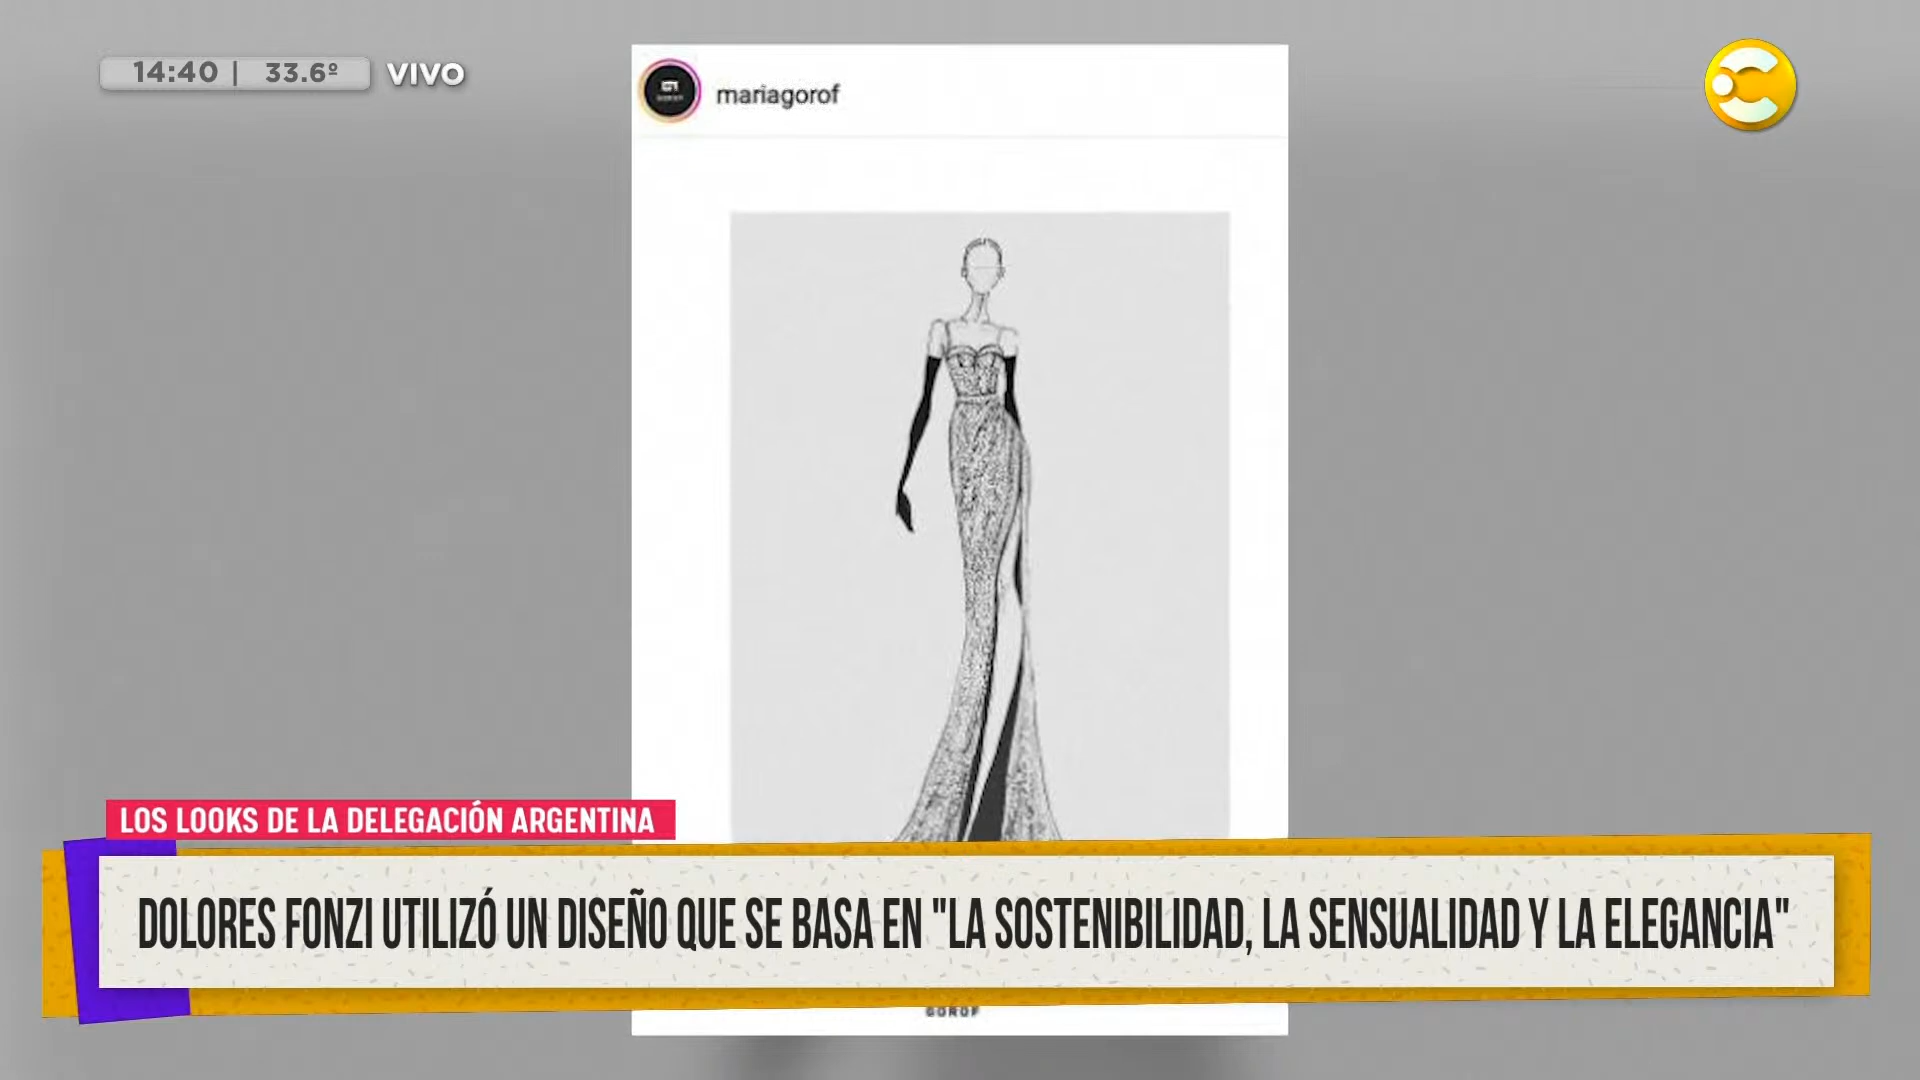 14:40 | 33.6º VIVO
mariagorof
LOS LOOKS DE LA DELEGACIÓN ARGENTINA
DOLORES FONZI UTILIZÓ UN DISEÑO QUE SE BASA EN "LA SOSTENIBILIDAD, LA SENSUALIDAD Y LA ELEGANCIA"
GOROF